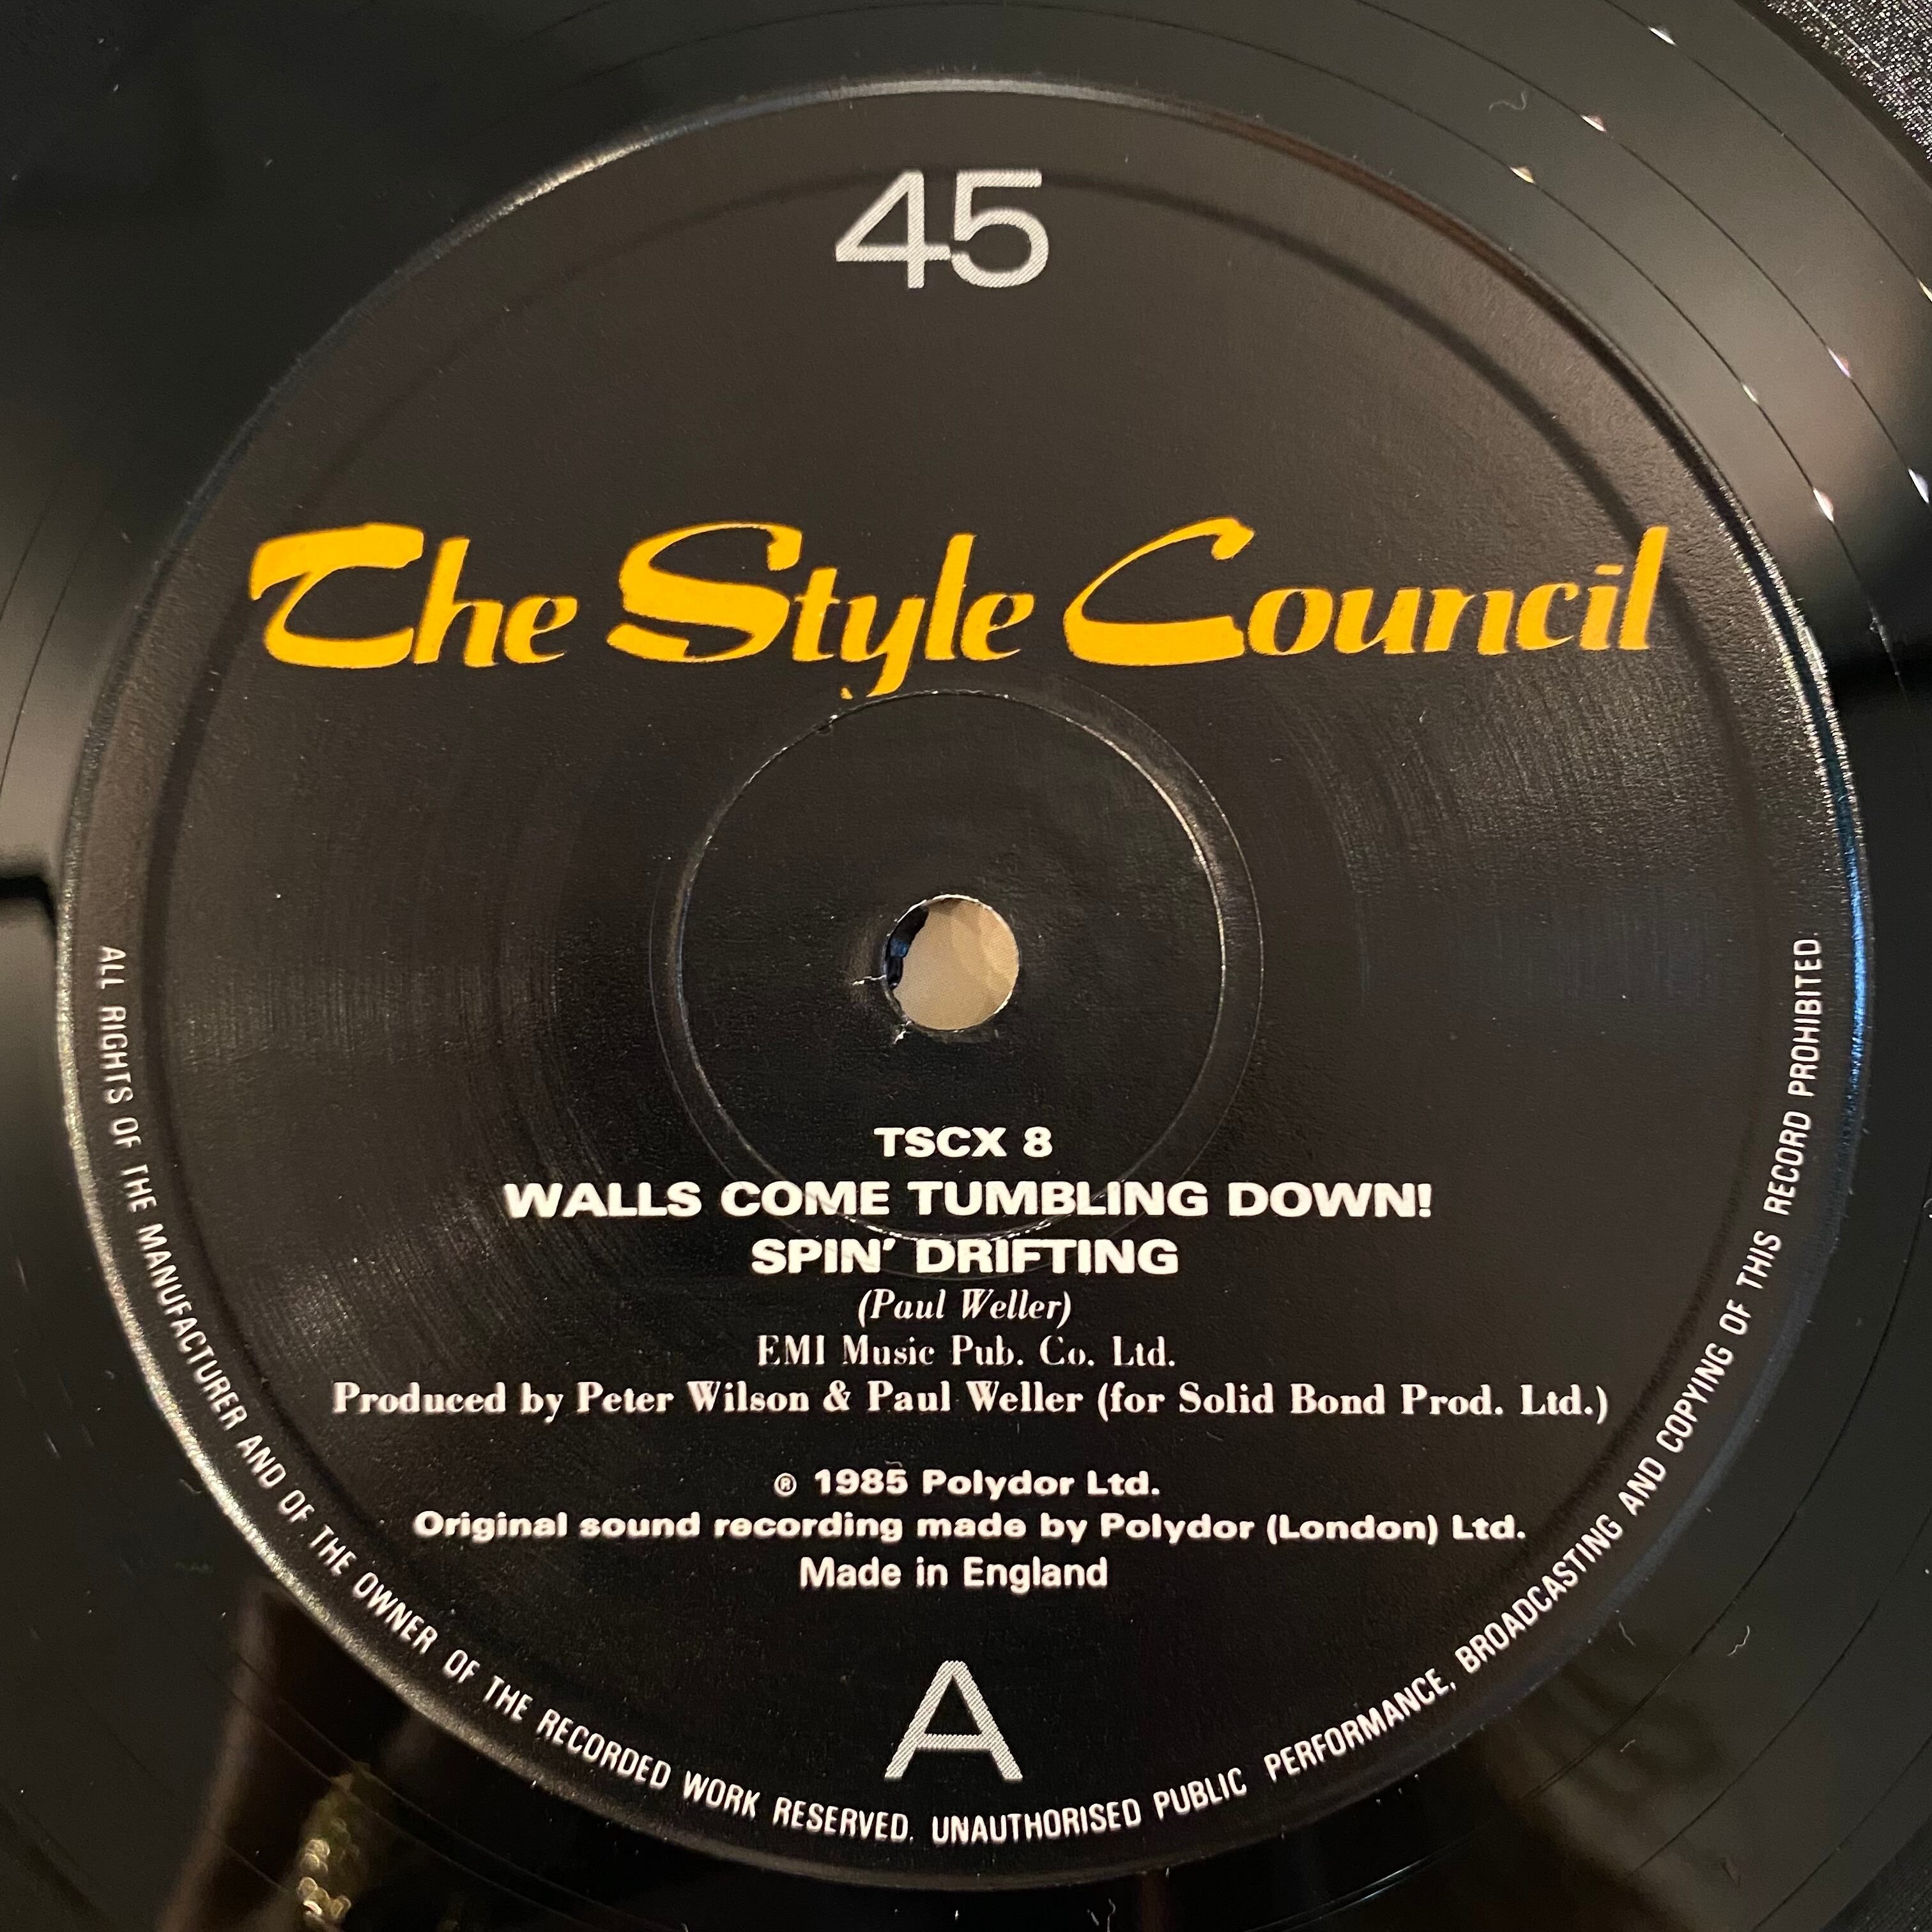 45
The Style Council
TSCX 8
WALLS COME TUMBLING DOWN!
SPIN' DRIFTING
(Paul Weller)
EMI Music Pub. Co. Ltd.
Produced by Peter Wilson & Paul Weller (for Solid Bond Prod. Ltd.)
® 1985 Polydor Ltd.
Original sound recording made by Polydor (London) Ltd.
Made in England
A
ALL RIGHTS OF THE MANUFACTURER AND OF THE OWNER OF THE RECORDED WORK RESERVED. UNAUTHORISED PUBLIC PERFORMANCE, BROADCASTING AND COPYING OF THIS RECORD PROHIBITED.